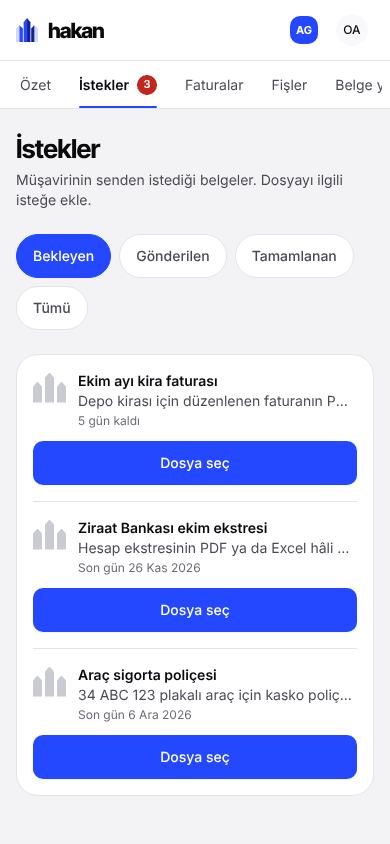 hakan
AG
OA
Özet
İstekler
3
Faturalar
Fişler
Belge y
İstekler
Müşavirinin senden istediği belgeler. Dosyayı ilgili
isteğe ekle.
Bekleyen
Gönderilen
Tamamlanan
Tümü
Ekim ayı kira faturası
Depo kirası için düzenlenen faturanın P...
5 gün kaldı
Dosya seç
Ziraat Bankası ekim ekstresi
Hesap ekstresinin PDF ya da Excel hâli ...
Son gün 26 Kas 2026
Dosya seç
Araç sigorta poliçesi
34 ABC 123 plakalı araç için kasko poliç...
Son gün 6 Ara 2026
Dosya seç